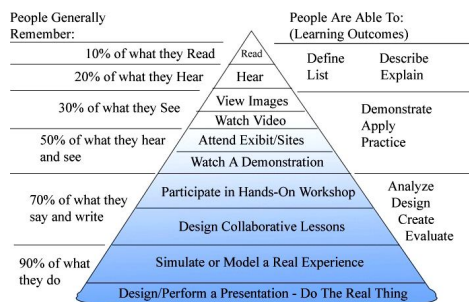 People Generally
Remember:
People Are Able To:
(Learning Outcomes)
10% of what they Read
Read
Define
Describe
List
Explain
20% of what they Hear
Hear
30% of what they See
View Images
Watch Video
Demonstrate
Apply
Practice
50% of what they hear
and see
Attend Exibit/Sites
Watch A Demonstration
70% of what they
say and write
Participate in Hands-On Workshop
Design Collaborative Lessons
Analyze
Design
Create
Evaluate
90% of what
they do
Simulate or Model a Real Experience
Design/Perform a Presentation - Do The Real Thing